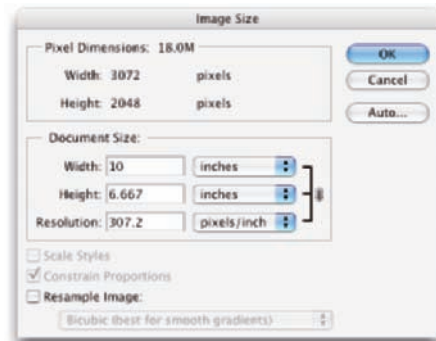 Image Size
Pixel Dimensions: 18.0M
Width: 3072 pixels
Height: 2048 pixels
OK
Cancel
Auto...
Document Size:
Width: 10 inches
Height: 6.667 inches
Resolution: 307.2 pixels/inch
Scale Styles
Constrain Proportions
Resample Image:
Bicubic (best for smooth gradients)